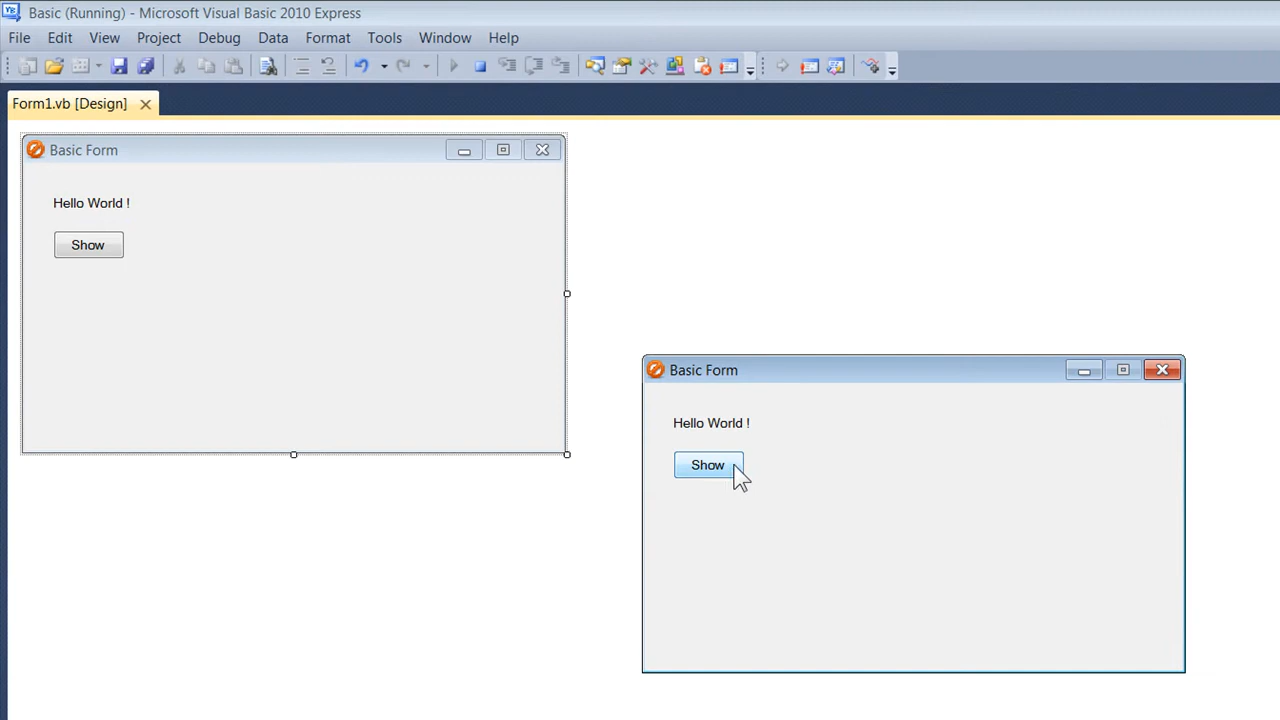 Basic (Running) - Microsoft Visual Basic 2010 Express
File Edit View Project Debug Data Format Tools Window Help
Form1.vb [Design]
Basic Form
Hello World !
Show
Basic Form
Hello World !
Show